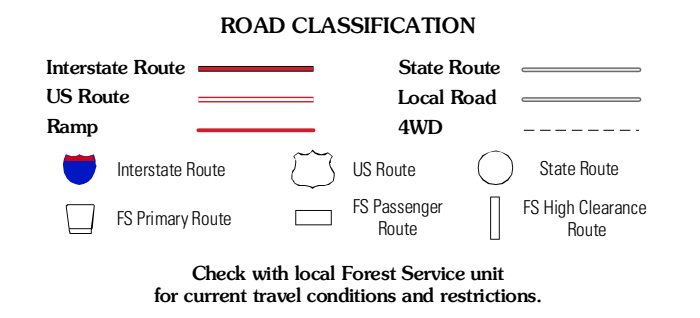 ROAD CLASSIFICATION
Interstate Route
State Route
US Route
Local Road
Ramp
4WD
Interstate Route
US Route
State Route
FS Primary Route
FS Passenger
Route
FS High Clearance
Route
Check with local Forest Service unit
for current travel conditions and restrictions.